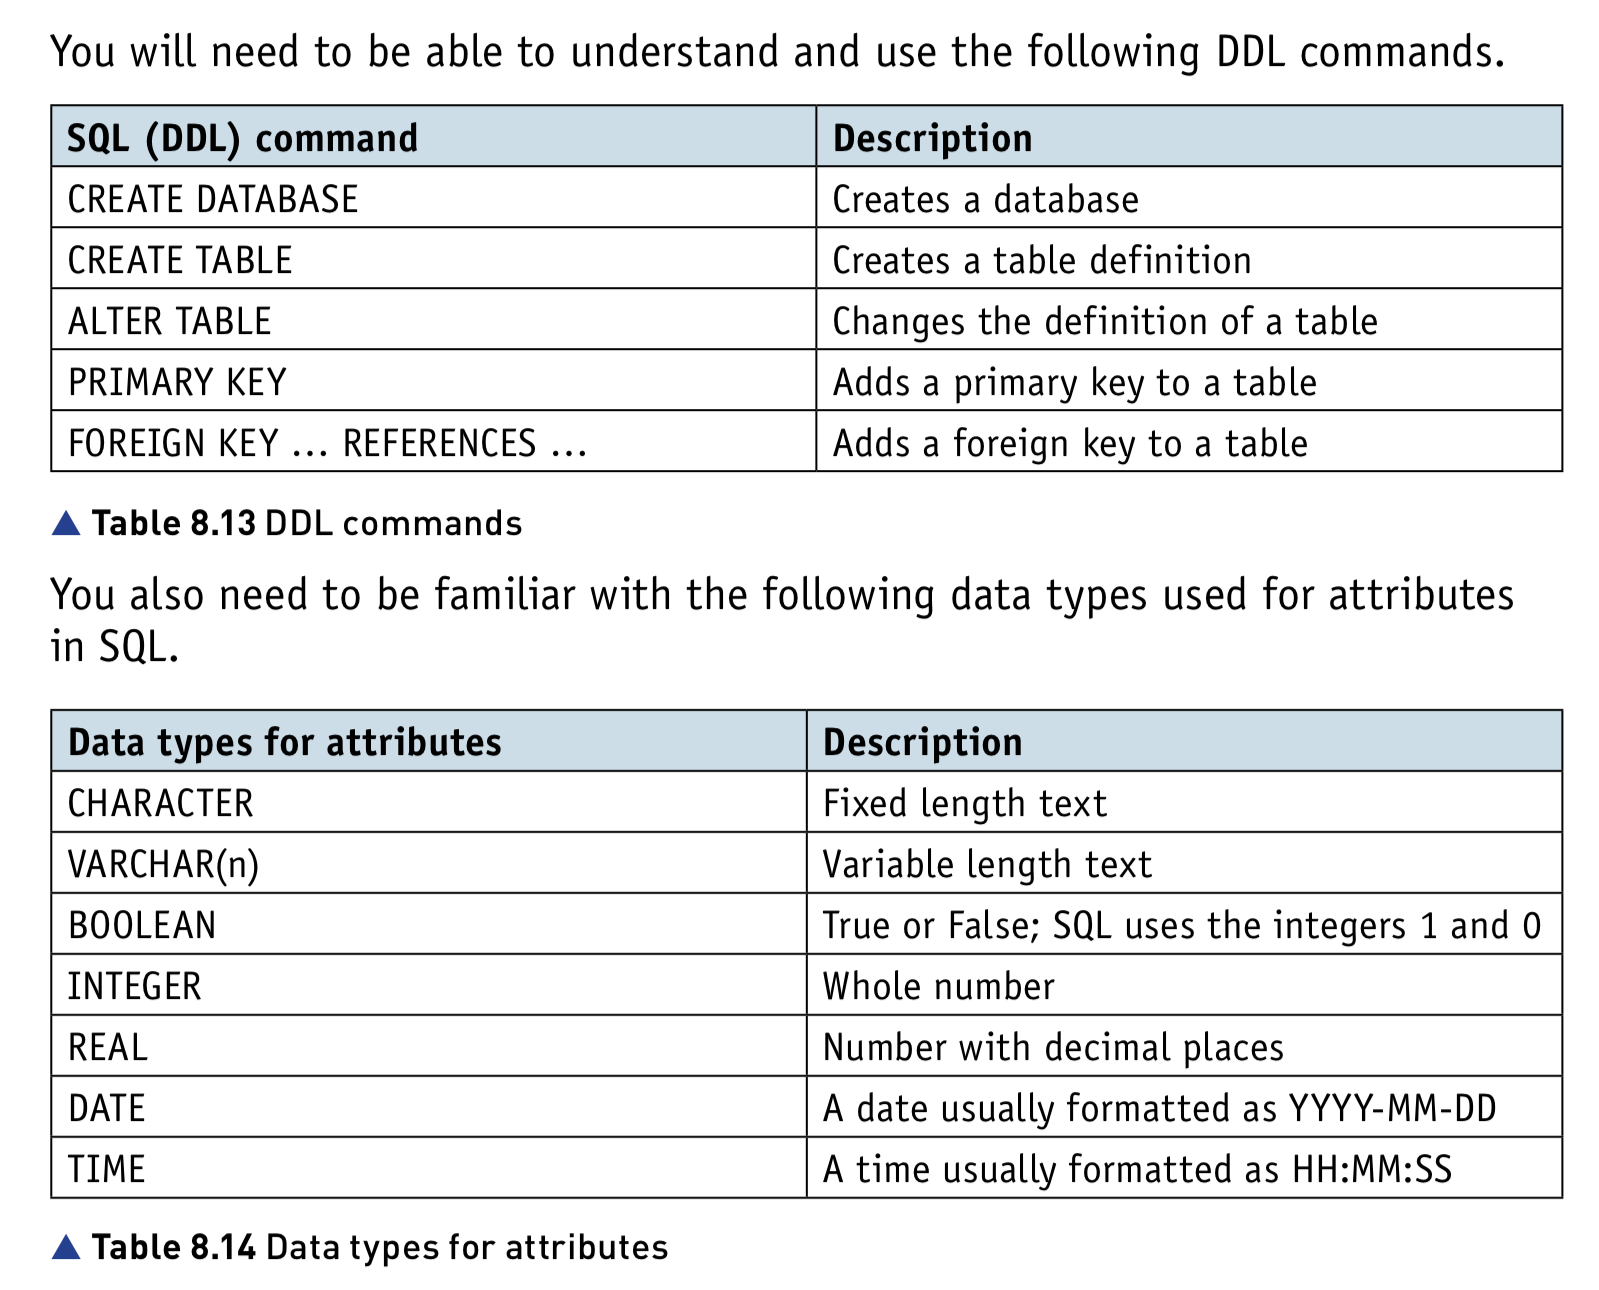 You will need to be able to understand and use the following DDL commands.
SQL (DDL) command Description
CREATE DATABASE Creates a database
CREATE TABLE Creates a table definition
ALTER TABLE Changes the definition of a table
PRIMARY KEY Adds a primary key to a table
FOREIGN KEY … REFERENCES … Adds a foreign key to a table
▲ Table 8.13 DDL commands
You also need to be familiar with the following data types used for attributes
in SQL.
Data types for attributes Description
CHARACTER Fixed length text
VARCHAR(n) Variable length text
BOOLEAN True or False; SQL uses the integers 1 and 0
INTEGER Whole number
REAL Number with decimal places
DATE A date usually formatted as YYYY-MM-DD
TIME A time usually formatted as HH:MM:SS
▲ Table 8.14 Data types for attributes